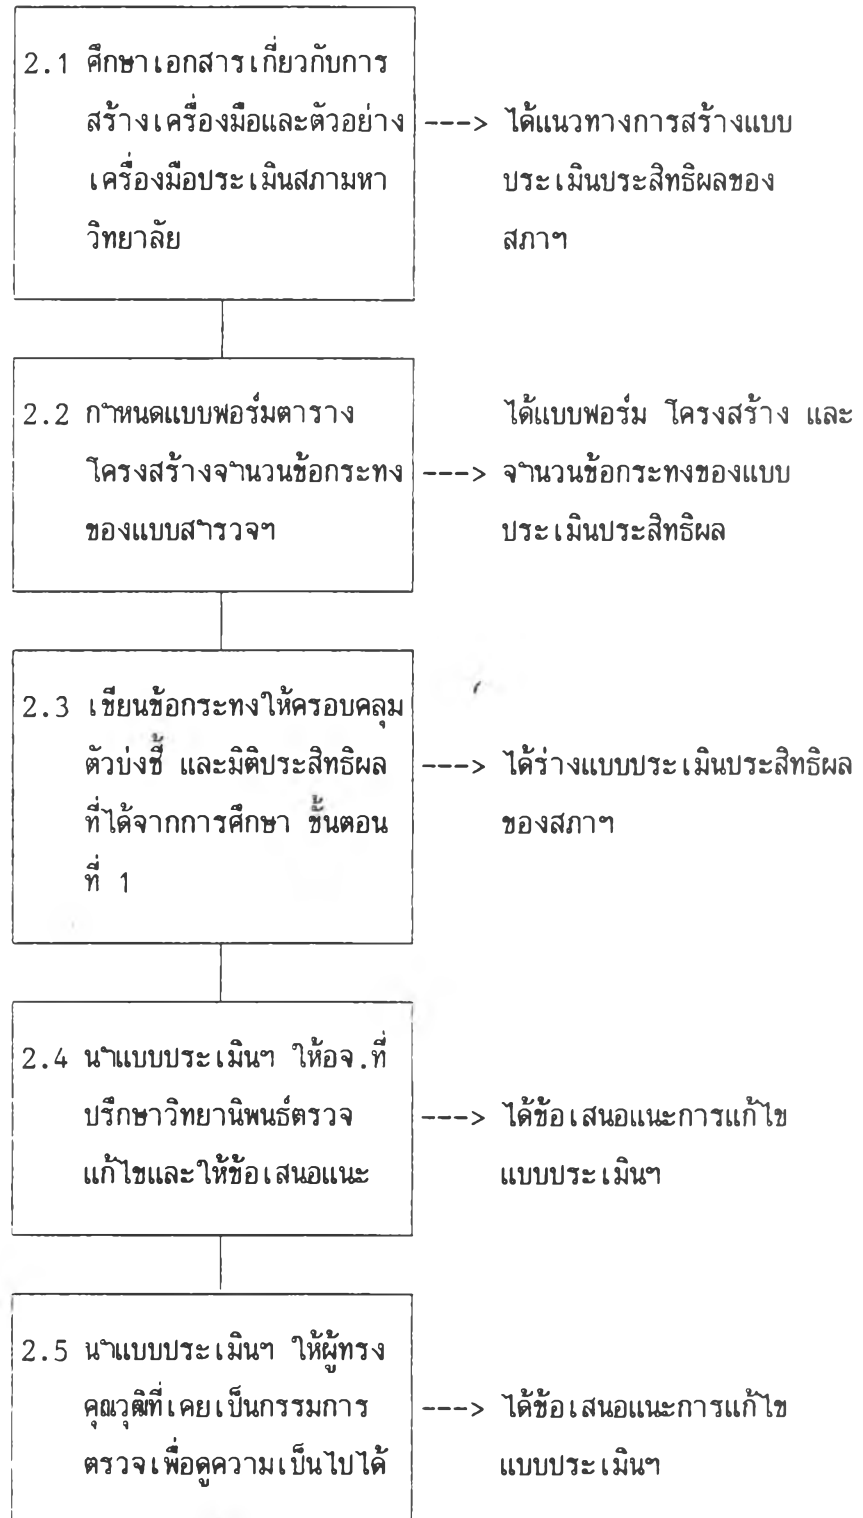 2.1 ศึกษาเอกสารเกี่ยวกับการ
สร้างเครื่องมือและตัวอย่าง ---> ได้แนวทางการสร้างแบบ
เครื่องมือประเมินสภามหา ประเมินประสิทธิผลของ
วิทยาลัย สภาฯ
2.2 กำหนดแบบฟอร์มตาราง ได้แบบฟอร์ม โครงสร้าง และ
โครงสร้างจำนวนข้อกระทง ---> จำนวนข้อกระทงของแบบ
ของแบบสำรวจฯ ประเมินประสิทธิผล
2.3 เขียนข้อกระทงให้ครอบคลุม
ตัวบ่งชี้ และมิติประสิทธิผล ---> ได้ร่างแบบประเมินประสิทธิผล
ที่ได้จากการศึกษา ขั้นตอน ของสภาฯ
ที่ 1
2.4 นำแบบประเมินฯ ให้อจ.ที่
ปรึกษาวิทยานิพนธ์ตรวจ ---> ได้ข้อเสนอแนะการแก้ไข
แก้ไขและให้ข้อเสนอแนะ แบบประเมินฯ
2.5 นำแบบประเมินฯ ให้ผู้ทรง
คุณวุฒิที่เคยเป็นกรรมการ ---> ได้ข้อเสนอแนะการแก้ไข
ตรวจเพื่อดูความเป็นไปได้ แบบประเมินฯ